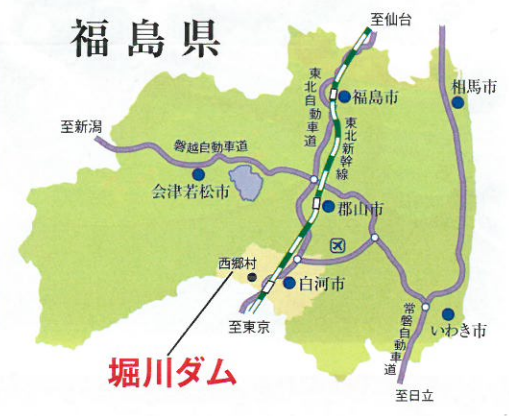 福島県
至仙台
東北自動車道
福島市
相馬市
至新潟
磐越自動車道
東北新幹線
会津若松市
郡山市
西郷村
白河市
至東京
常磐自動車道
いわき市
堀川ダム
至日立